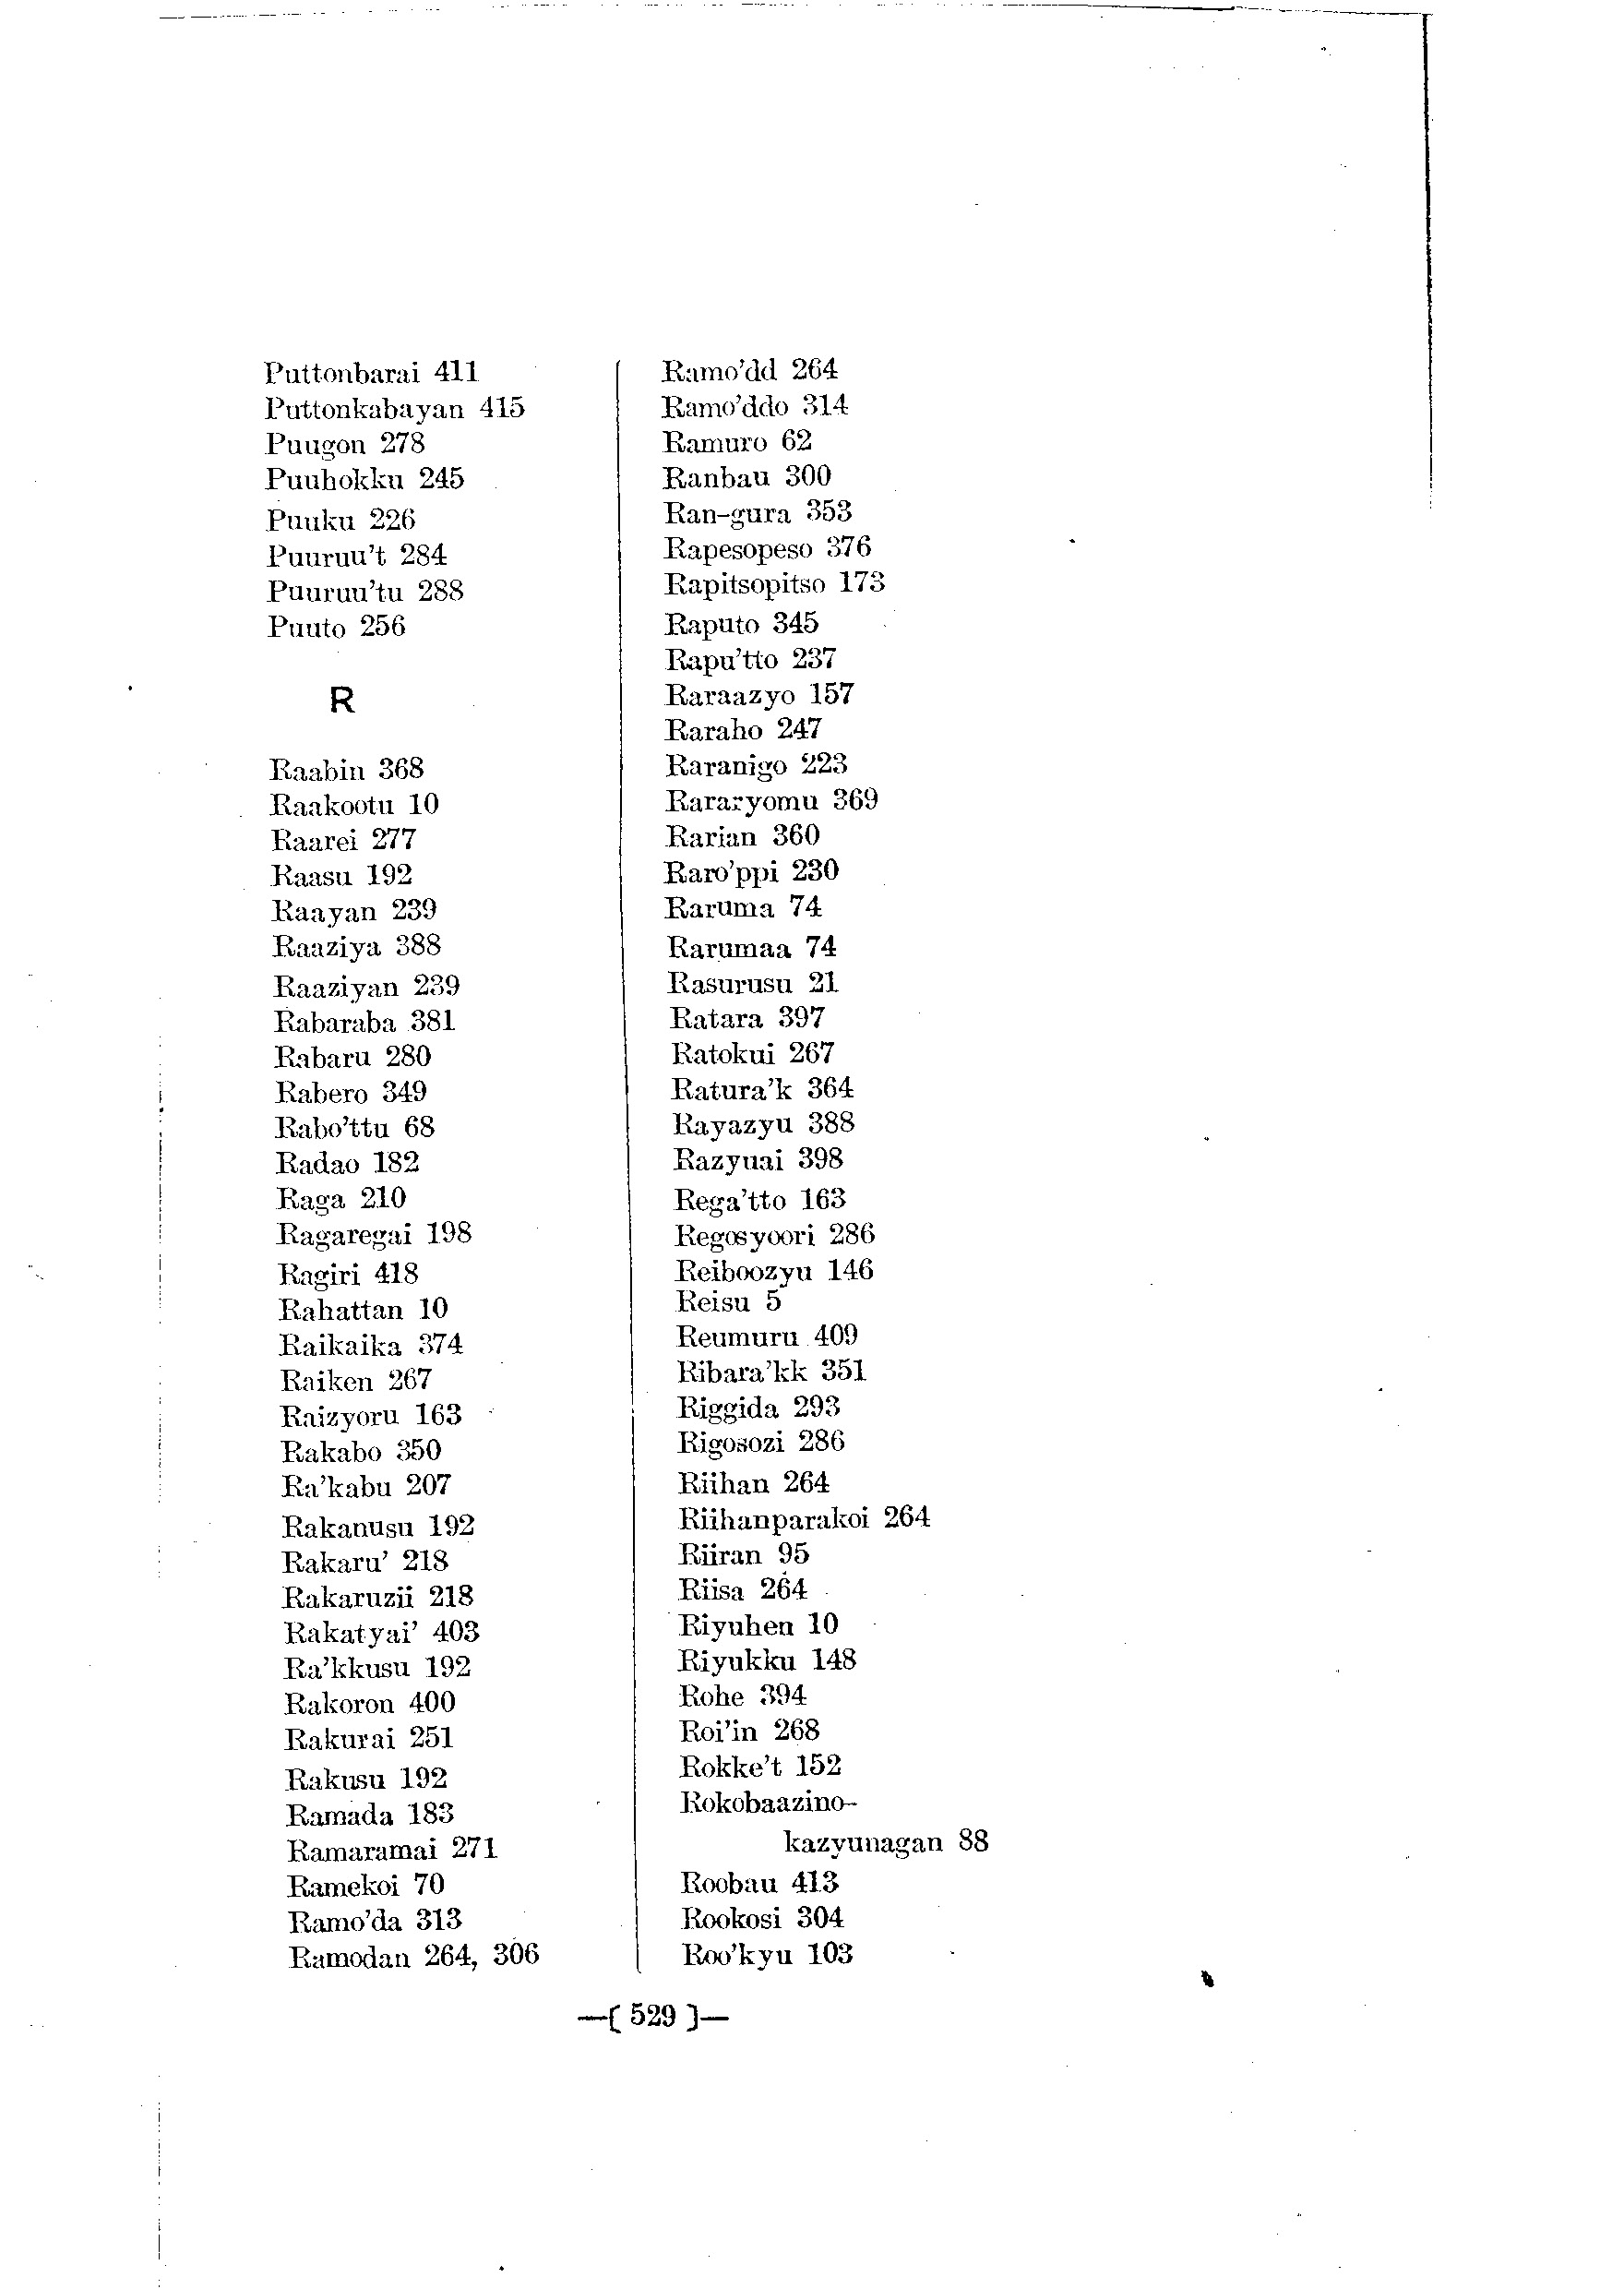 Puttonbarai 411
Puttonkabayan 415
Puugon 278
Puuhokku 245
Puuku 226
Puuruu't 284
Puuruu'tu 288
Puuto 256
R
Raabin 368
Raakootu 10
Raarei 277
Raasu 192
Raayan 239
Raaziya 388
Raaziyan 239
Rabaraba 381
Rabaru 280
Rabero 349
Rabo'ttu 68
Radao 182
Raga 210
Ragaregai 198
Ragiri 418
Rahattan 10
Raikaika 374
Raiken 267
Raizyoru 163
Rakabo 350
Ra'kabu 207
Rakanusu 192
Rakaru' 218
Rakaruzii 218
Rakatyai' 403
Ra'kkusu 192
Rakoron 400
Rakurai 251
Rakusu 192
Ramada 183
Ramaramai 271
Ramekoi 70
Ramo'da 313
Ramodan 264, 306
Ramo'dd 264
Ramo'ddo 314
Ramuro 62
Ranbau 300
Ran-gura 353
Rapesopeso 376
Rapitsopitso 173
Raputo 345
Rapu'tto 237
Raraazyo 157
Raraho 247
Raranigo 223
Araryomu 369
Rarian 360
Raro'ppi 230
Raruma 74
Rarumaa 74
Rasurusu 21
Ratara 397
Ratokui 267
Ratura'k 364
Rayazyu 388
Razyuai 398
Rega'tto 163
Regosyoori 286
Reiboozyu 146
Reisu 5
Reumuru 409
Ribara'kk 351
Riggida 293
Rigosozi 286
Riihan 264
Riihanparakoi 264
Riiran 95
Riisa 264
Riyuhen 10
Riyukku 148
Rohe 394
Roi'in 268
Rokke't 152
Rokobaazino-
kazyunagan 88
Roobau 413
Rookosi 304
Roo'kyu 103
—[ 529 ]—